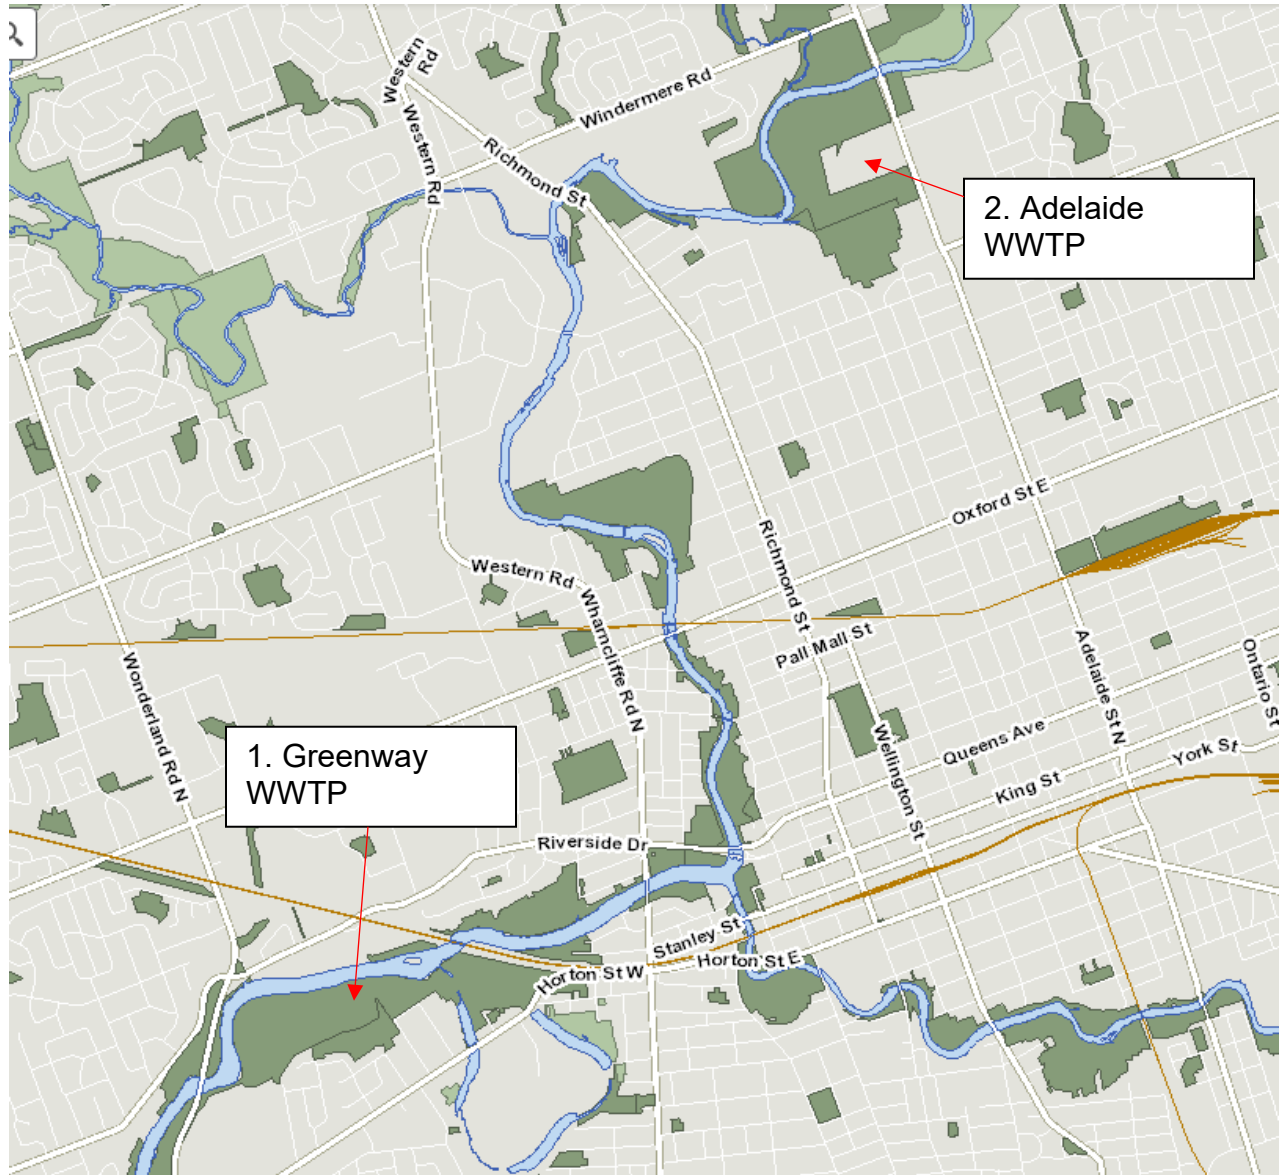 Western
Rd
Western Rd
Windermere Rd
Richmond St
2. Adelaide
WWTP
Oxford St E
Richmond St
Western Rd
Wharncliffe Rd N
Pall Mall St
Adelaide St N
Ontario St
Wonderland Rd N
Wellington St
Queens Ave
York St
King St
1. Greenway
WWTP
Riverside Dr
Stanley St
Horton St E
Horton St W